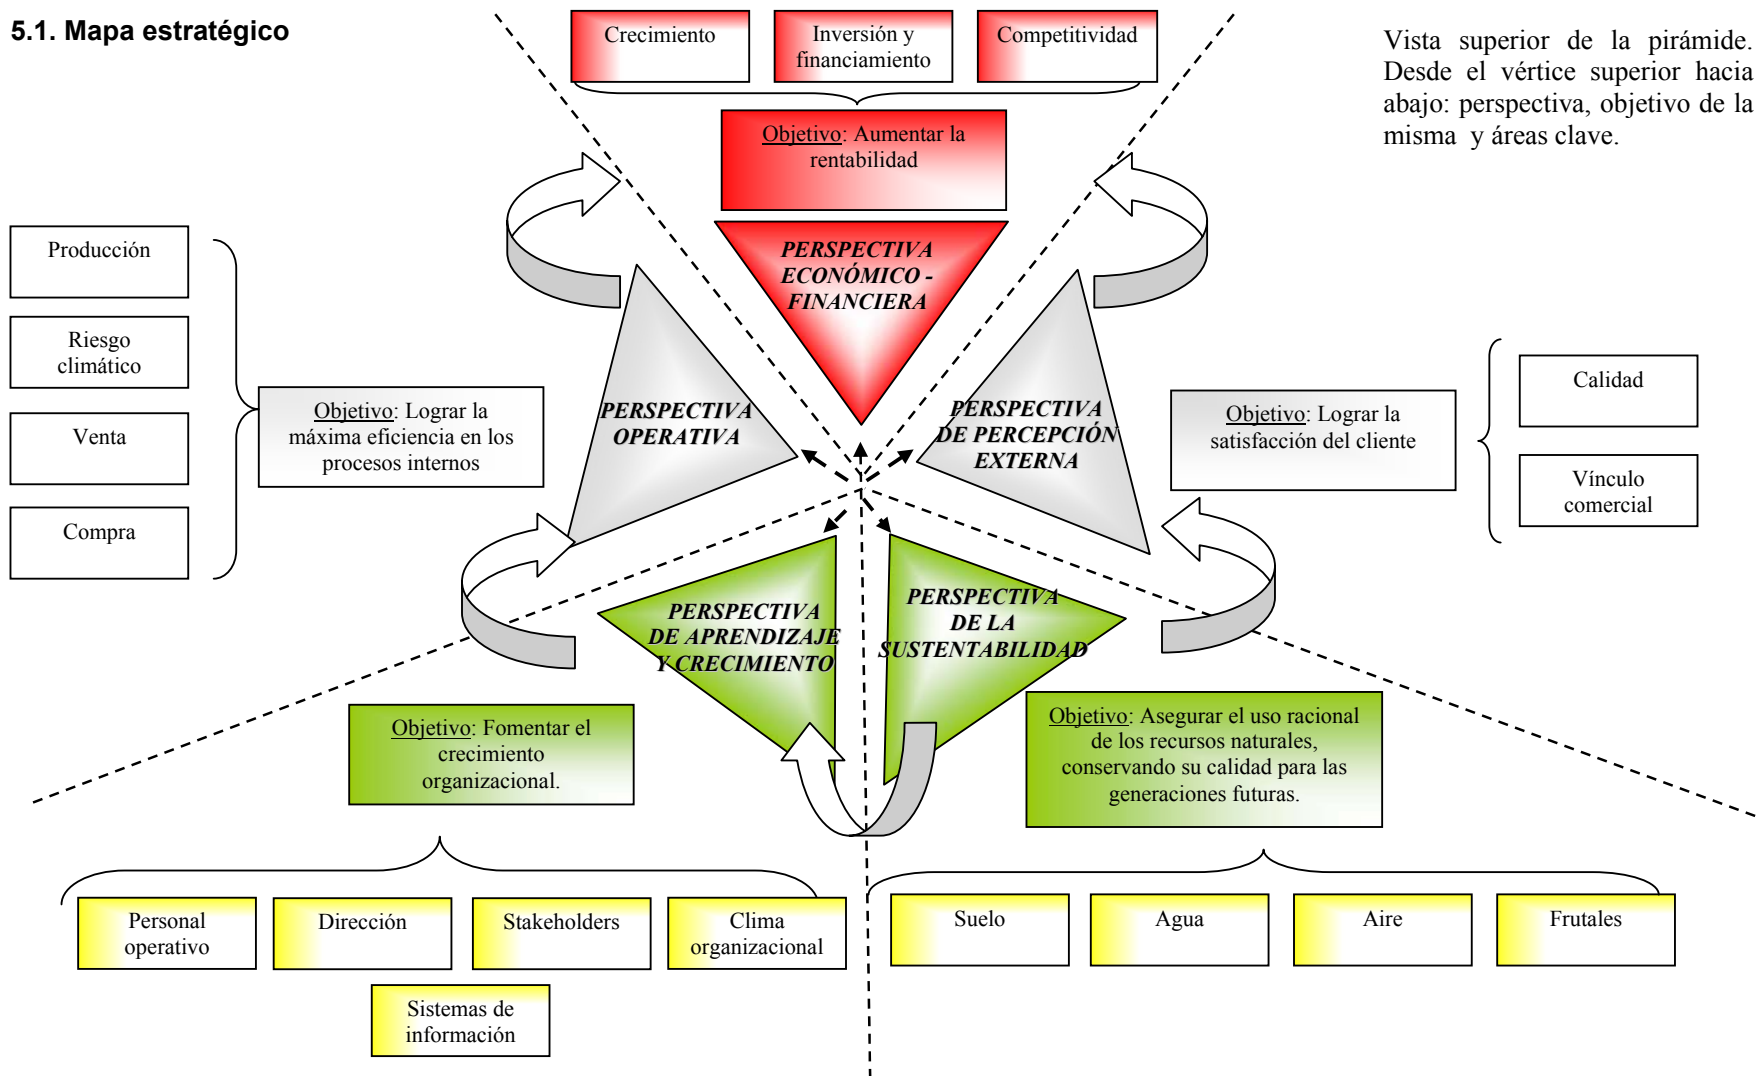 5.1. Mapa estratégico
Crecimiento
Inversión y
financiamiento
Competitividad
Vista superior de la pirámide.
Desde el vértice superior hacia
abajo: perspectiva, objetivo de la
misma y áreas clave.
Objetivo: Aumentar la
rentabilidad
PERSPECTIVA
ECONÓMICO -
FINANCIERA
Producción
Riesgo
climático
Venta
Compra
Objetivo: Lograr la
máxima eficiencia en los
procesos internos
PERSPECTIVA
OPERATIVA
PERSPECTIVA
DE PERCEPCIÓN
EXTERNA
Objetivo: Lograr la
satisfacción del cliente
Calidad
Vínculo
comercial
PERSPECTIVA
DE APRENDIZAJE
Y CRECIMIENTO
PERSPECTIVA
DE LA
SUSTENTABILIDAD
Objetivo: Fomentar el
crecimiento
organizacional.
Objetivo: Asegurar el uso racional
de los recursos naturales,
conservando su calidad para las
generaciones futuras.
Personal
operativo
Dirección
Stakeholders
Clima
organizacional
Sistemas de
información
Suelo
Agua
Aire
Frutales